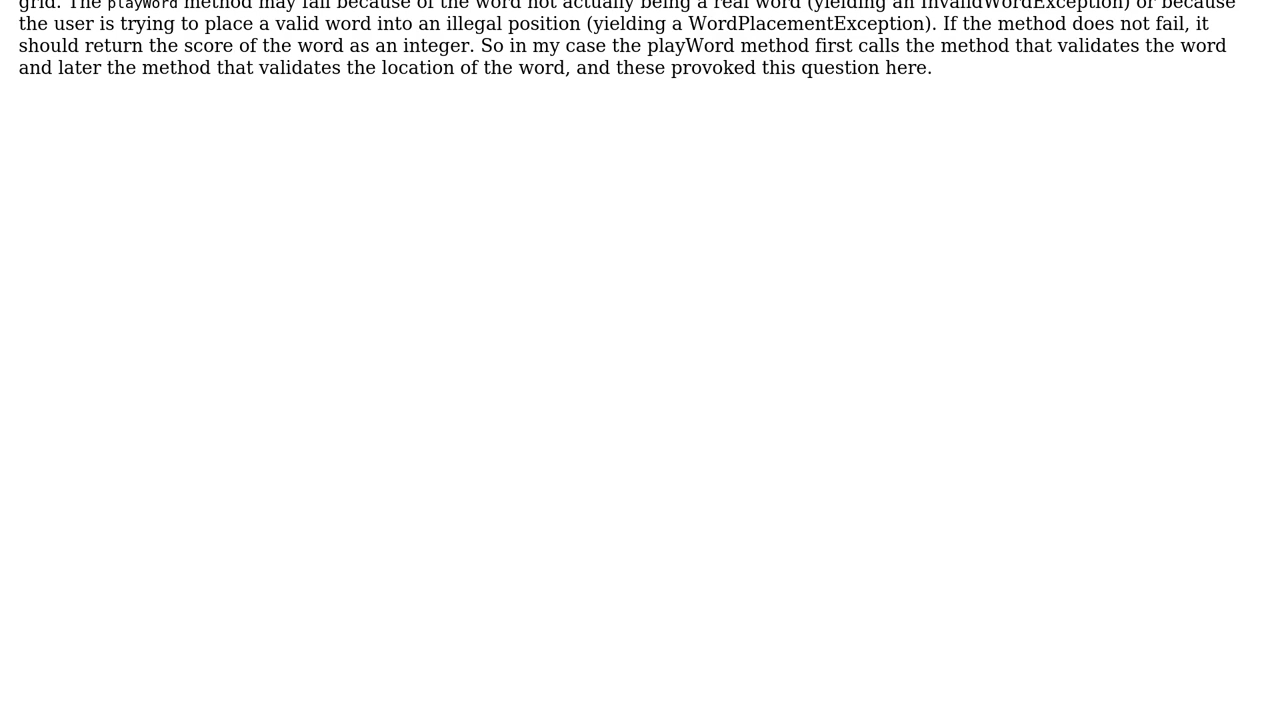 grid. The playWord method may fail because of the word not actually being a real word (yielding an InvalidWordException) or because
the user is trying to place a valid word into an illegal position (yielding a WordPlacementException). If the method does not fail, it
should return the score of the word as an integer. So in my case the playWord method first calls the method that validates the word
and later the method that validates the location of the word, and these provoked this question here.